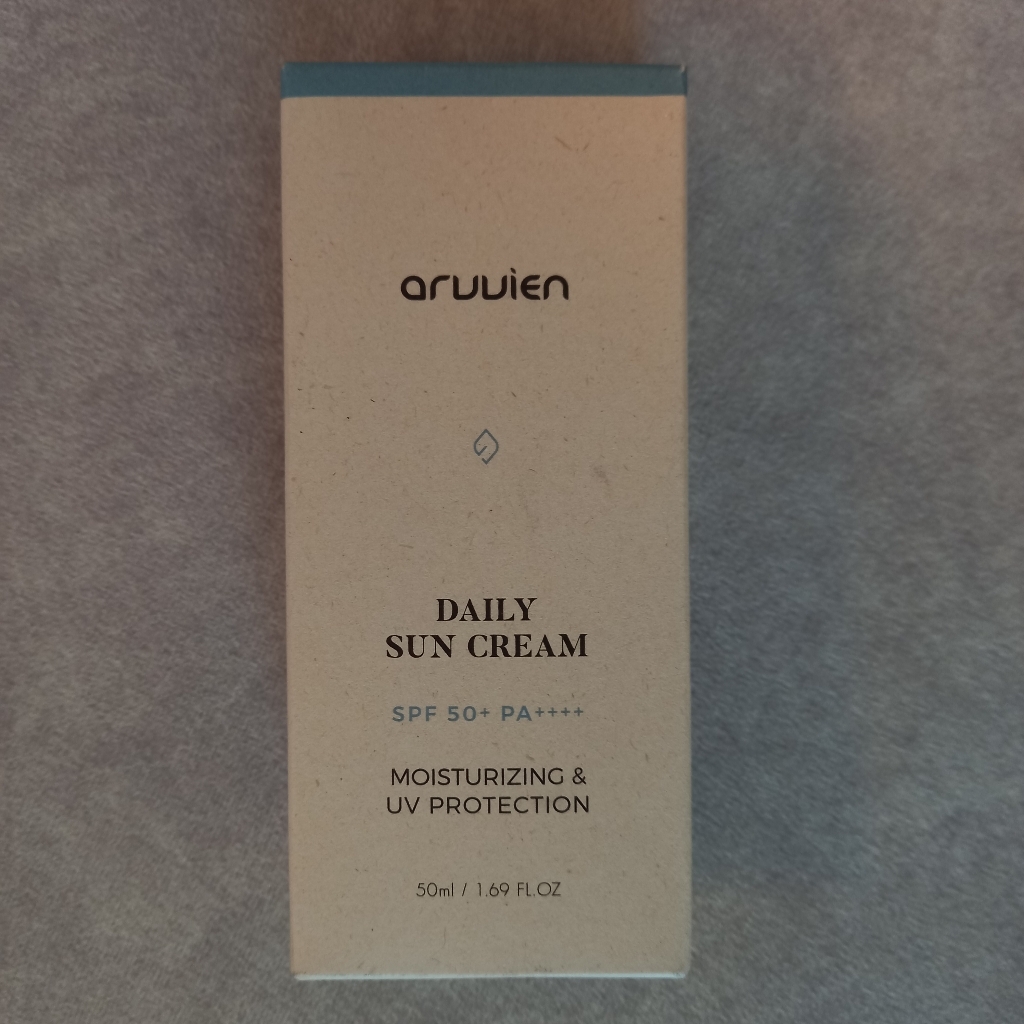 aruvien
DAILY
SUN CREAM
SPF 50+ PA++++
MOISTURIZING &
UV PROTECTION
50ml / 1.69 FL.OZ